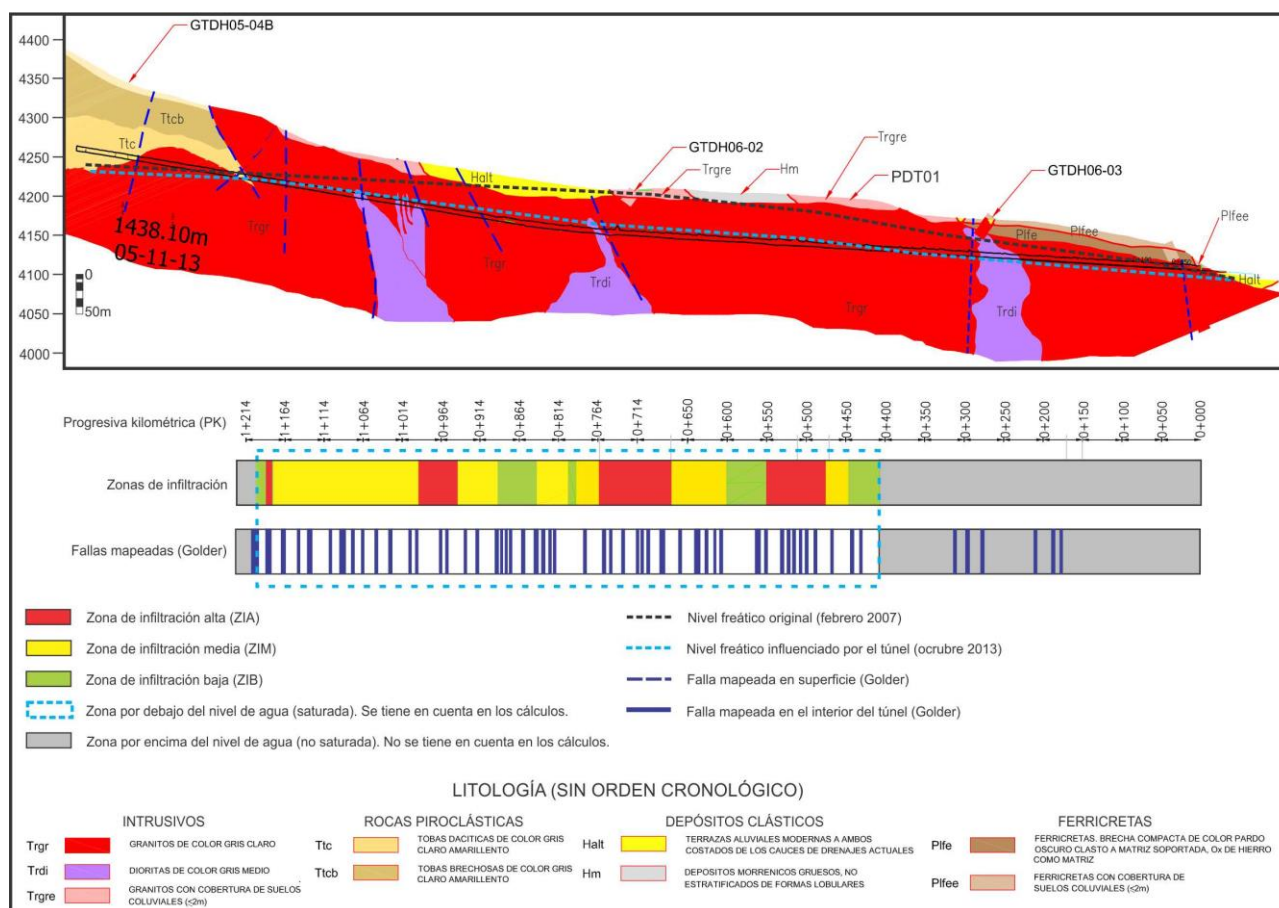 GTDH05-04B
4400
4350
4300
4250
4200
4150
4100
4050
4000
Ttcb
Ttc
GTDH06-02
Trgre
Trgre
Hm
PDT01
GTDH06-03
Halt
Plfe
Plfee
Plfee
Halt
Trgr
Trgr
Trdi
Trgr
Trdi
1438.10m
05-11-13
0
50m
Progresiva kilométrica (PK)
1+214
1+164
1+114
1+064
1+014
0+964
0+914
0+864
0+814
0+764
0+714
0+650
0+600
0+550
0+500
0+450
0+400
0+350
0+300
0+250
0+200
0+150
0+100
0+050
0+000
Zonas de infiltración
Fallas mapeadas (Golder)
Zona de infiltración alta (ZIA)
Zona de infiltración media (ZIM)
Zona de infiltración baja (ZIB)
Zona por debajo del nivel de agua (saturada). Se tiene en cuenta en los cálculos.
Zona por encima del nivel de agua (no saturada). No se tiene en cuenta en los cálculos.
Nivel freático original (febrero 2007)
Nivel freático influenciado por el túnel (ocrubre 2013)
Falla mapeada en superficie (Golder)
Falla mapeada en el interior del túnel (Golder)
LITOLOGÍA (SIN ORDEN CRONOLÓGICO)
INTRUSIVOS
Trgr GRANITOS DE COLOR GRIS CLARO
Trdi DIORITAS DE COLOR GRIS MEDIO
Trgre GRANITOS CON COBERTURA DE SUELOS
COLUVIALES (≤2m)
ROCAS PIROCLÁSTICAS
Ttc TOBAS DACITICAS DE COLOR GRIS
CLARO AMARILLENTO
Ttcb TOBAS BRECHOSAS DE COLOR GRIS
CLARO AMARILLENTO
DEPÓSITOS CLÁSTICOS
Halt TERRAZAS ALUVIALES MODERNAS A AMBOS
COSTADOS DE LOS CAUCES DE DRENAJES ACTUALES
Hm DEPOSITOS MORRENICOS GRUESOS, NO
ESTRATIFICADOS DE FORMAS LOBULARES
FERRICRETAS
Plfe FERRICRETAS. BRECHA COMPACTA DE COLOR PARDO
OSCURO CLASTO A MATRIZ SOPORTADA, Ox DE HIERRO
COMO MATRIZ
Plfee FERRICRETAS CON COBERTURA DE
SUELOS COLUVIALES (≤2m)